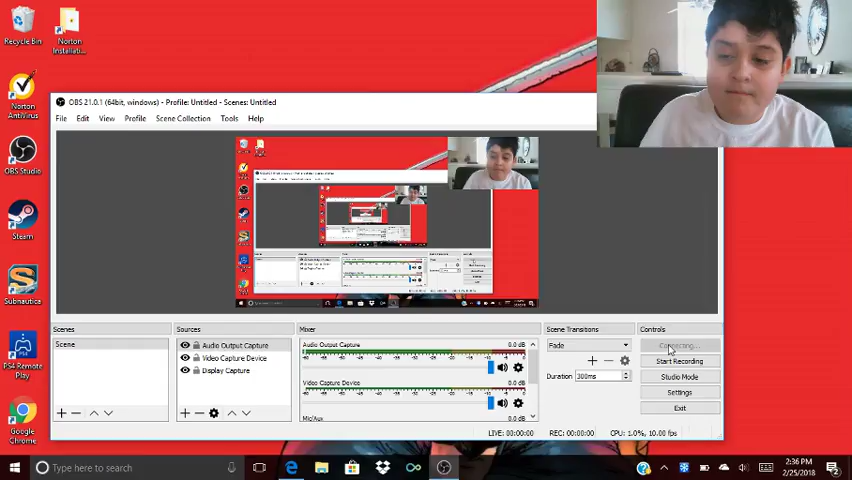 Recycle Bin
Norton Installati...
Norton AntiVirus
OBS Studio
Steam
Subnautica
PS4 Remote Play
Google Chrome
OBS 21.0.1 (64bit, windows) - Profile: Untitled - Scenes: Untitled
File Edit View Profile Scene Collection Tools Help
Scenes
Scene
Sources
Audio Output Capture
Video Capture Device
Display Capture
Mixer
Audio Output Capture 0.0 dB
Video Capture Device 0.0 dB
Mic/Aux 0.0 dB
Scene Transitions
Fade
Duration 300ms
Controls
Connecting...
Start Recording
Studio Mode
Settings
Exit
LIVE: 00:00:00 REC: 00:00:00 CPU: 1.0%, 10.00 fps
Type here to search
2:36 PM
2/25/2018